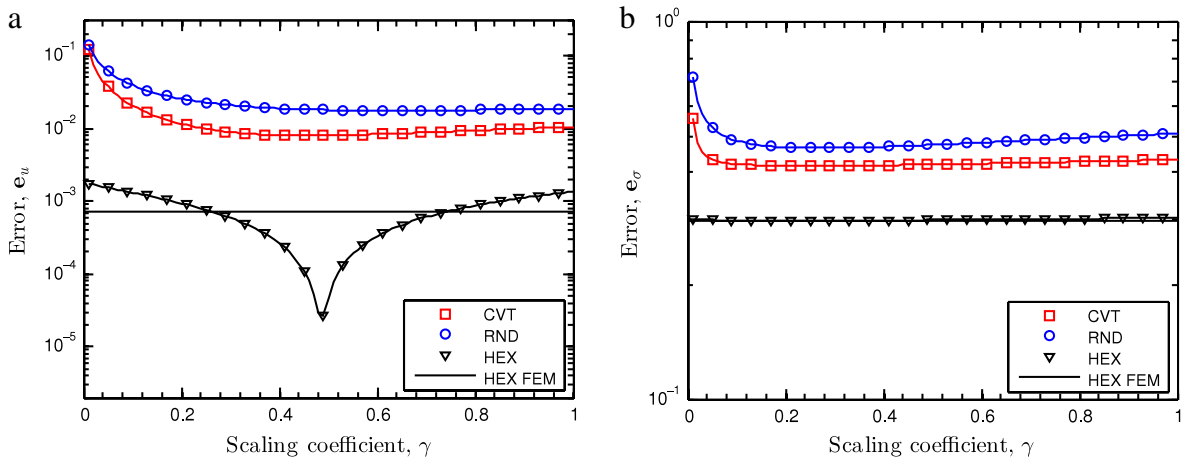 a
Error, e_u
10^{-1}
10^{-2}
10^{-3}
10^{-4}
10^{-5}
0 0.2 0.4 0.6 0.8 1
Scaling coefficient, γ
CVT
RND
HEX
HEX FEM
b
Error, e_σ
10^0
10^{-1}
0 0.2 0.4 0.6 0.8 1
Scaling coefficient, γ
CVT
RND
HEX
HEX FEM